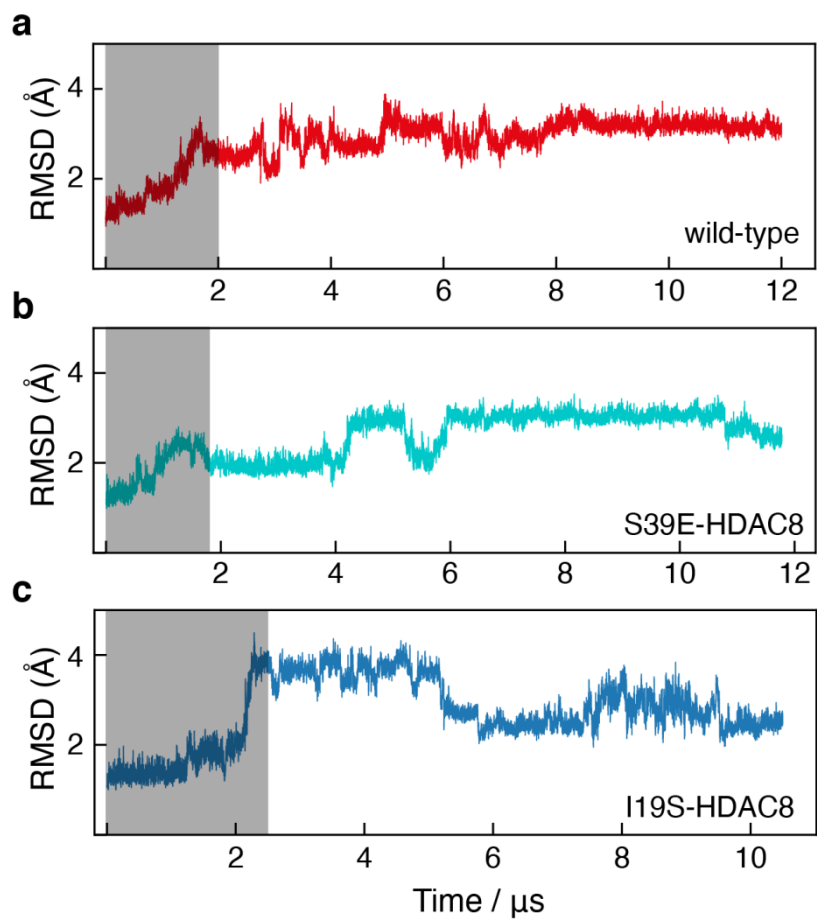 a
RMSD (Å)
4
2
wild-type
2 4 6 8 10 12
b
RMSD (Å)
4
2
S39E-HDAC8
2 4 6 8 10 12
c
RMSD (Å)
4
2
I19S-HDAC8
2 4 6 8 10
Time / μs